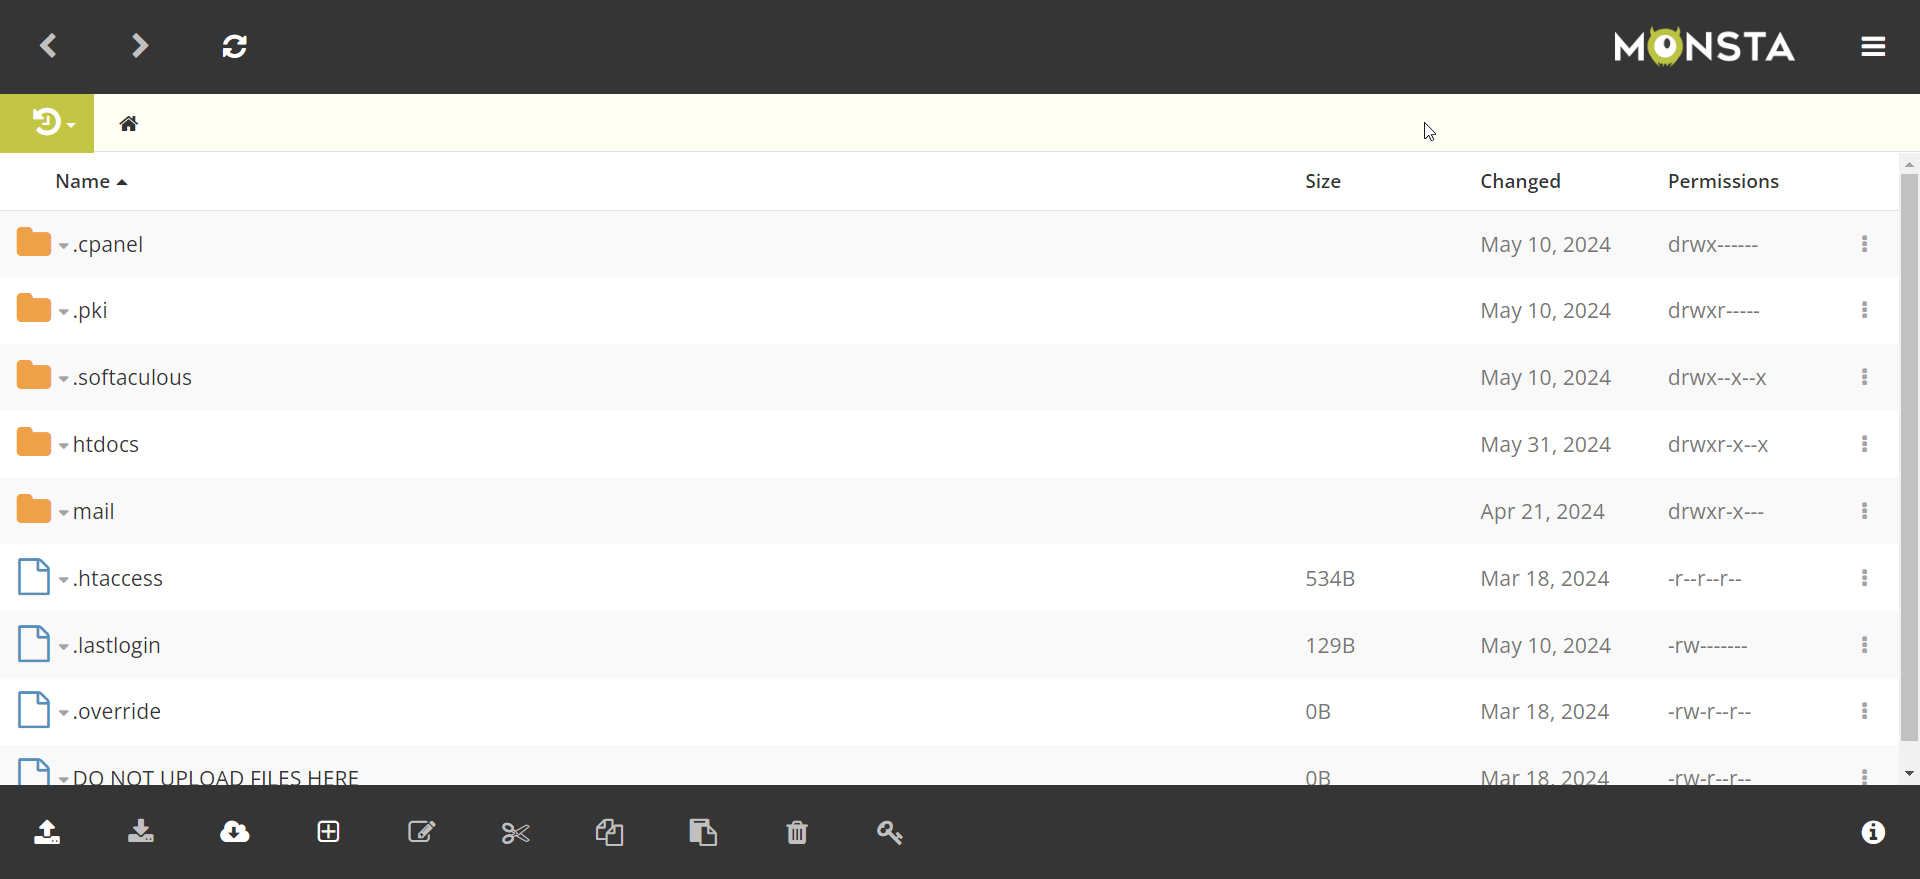 MONSTA
Name Size Changed Permissions
.cpanel May 10, 2024 drwx------
.pki May 10, 2024 drwxr-----
.softaculous May 10, 2024 drwx--x--x
htdocs May 31, 2024 drwxr-x--x
mail Apr 21, 2024 drwxr-x---
.htaccess 534B Mar 18, 2024 -r--r--r--
.lastlogin 129B May 10, 2024 -rw-------
.override 0B Mar 18, 2024 -rw-r--r--
DO NOT UPLOAD FILES HERE 0B Mar 18, 2024 -rw-r--r--